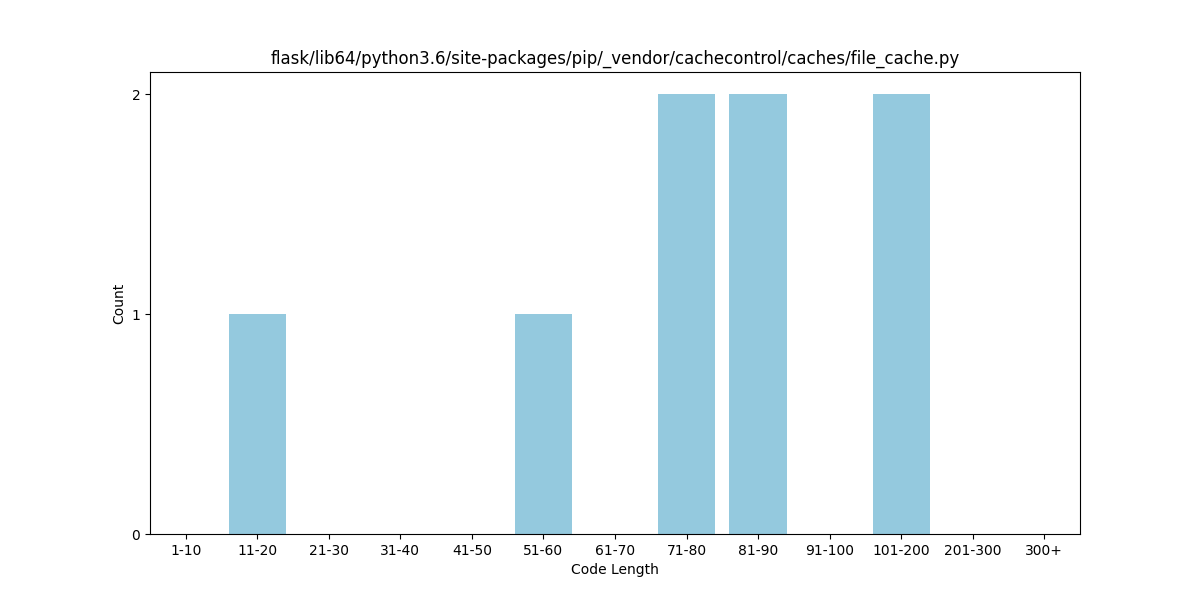 flask/lib64/python3.6/site-packages/pip/_vendor/cachecontrol/caches/file_cache.py
2
1
0
Count
1-10 11-20 21-30 31-40 41-50 51-60 61-70 71-80 81-90 91-100 101-200 201-300 300+
Code Length